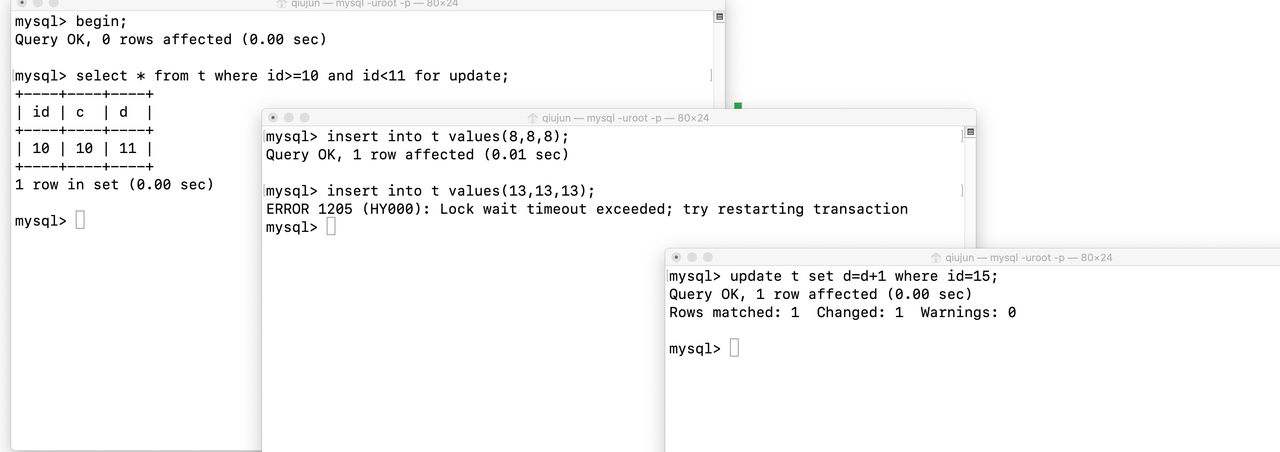 qiujun — mysql -uroot -p — 80×24
mysql> begin;
Query OK, 0 rows affected (0.00 sec)
mysql> select * from t where id>=10 and id<11 for update;
+----+----+----+
| id | c  | d  |
+----+----+----+
| 10 | 10 | 11 |
+----+----+----+
1 row in set (0.00 sec)
mysql>
qiujun — mysql -uroot -p — 80×24
mysql> insert into t values(8,8,8);
Query OK, 1 row affected (0.01 sec)
mysql> insert into t values(13,13,13);
ERROR 1205 (HY000): Lock wait timeout exceeded; try restarting transaction
mysql>
qiujun — mysql -uroot -p — 80×24
mysql> update t set d=d+1 where id=15;
Query OK, 1 row affected (0.00 sec)
Rows matched: 1  Changed: 1  Warnings: 0
mysql>